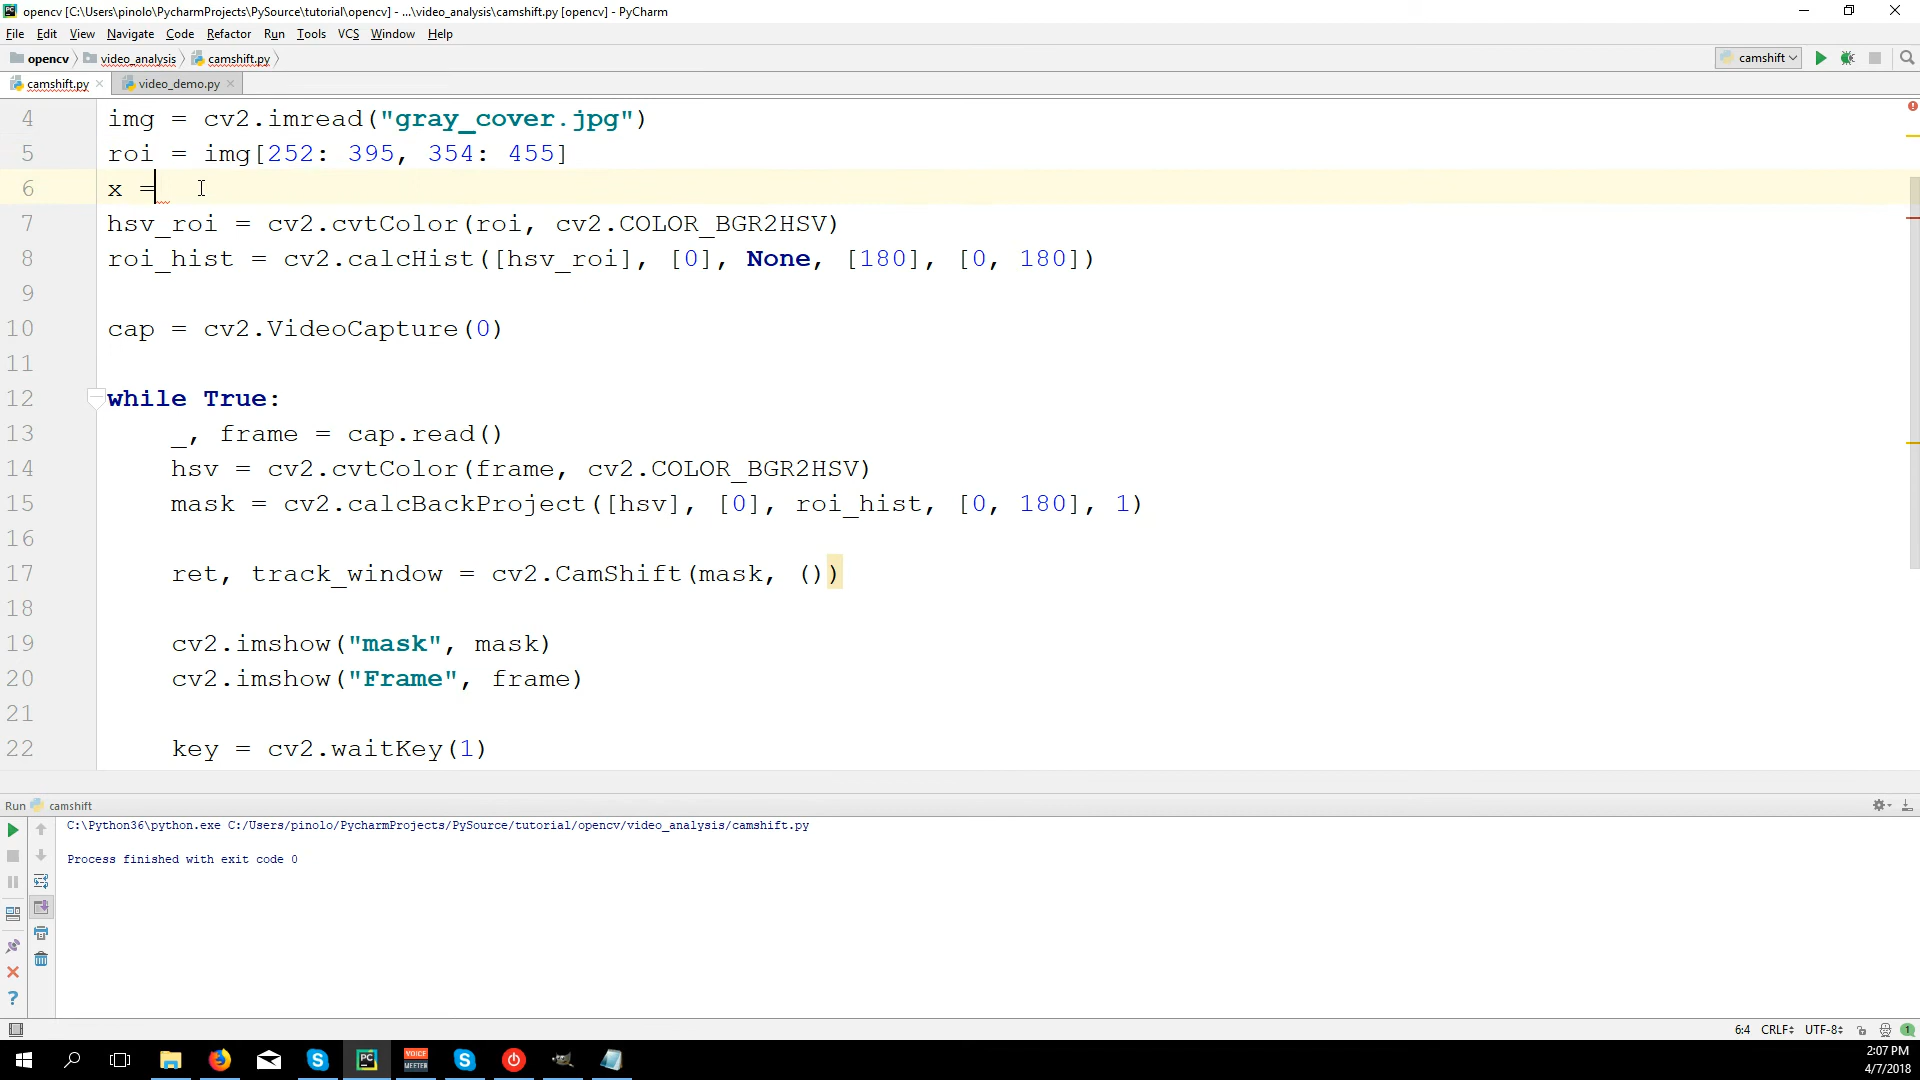 opencv [C:\Users\pinolo\PycharmProjects\PySource\tutorial\opencv] - ...\video_analysis\camshift.py [opencv] - PyCharm
File Edit View Navigate Code Refactor Run Tools VCS Window Help
opencv video_analysis camshift.py camshift
camshift.py video_demo.py
4 img = cv2.imread("gray_cover.jpg")
5 roi = img[252: 395, 354: 455]
6 x =
7 hsv_roi = cv2.cvtColor(roi, cv2.COLOR_BGR2HSV)
8 roi_hist = cv2.calcHist([hsv_roi], [0], None, [180], [0, 180])
9
10 cap = cv2.VideoCapture(0)
11
12 while True:
13 _, frame = cap.read()
14 hsv = cv2.cvtColor(frame, cv2.COLOR_BGR2HSV)
15 mask = cv2.calcBackProject([hsv], [0], roi_hist, [0, 180], 1)
16
17 ret, track_window = cv2.CamShift(mask, ())
18
19 cv2.imshow("mask", mask)
20 cv2.imshow("Frame", frame)
21
22 key = cv2.waitKey(1)
Run camshift
C:\Python36\python.exe C:/Users/pinolo/PycharmProjects/PySource/tutorial/opencv/video_analysis/camshift.py
Process finished with exit code 0
6:4 CRLF UTF-8 1
PC VOICE MEETER
2:07 PM
4/7/2018